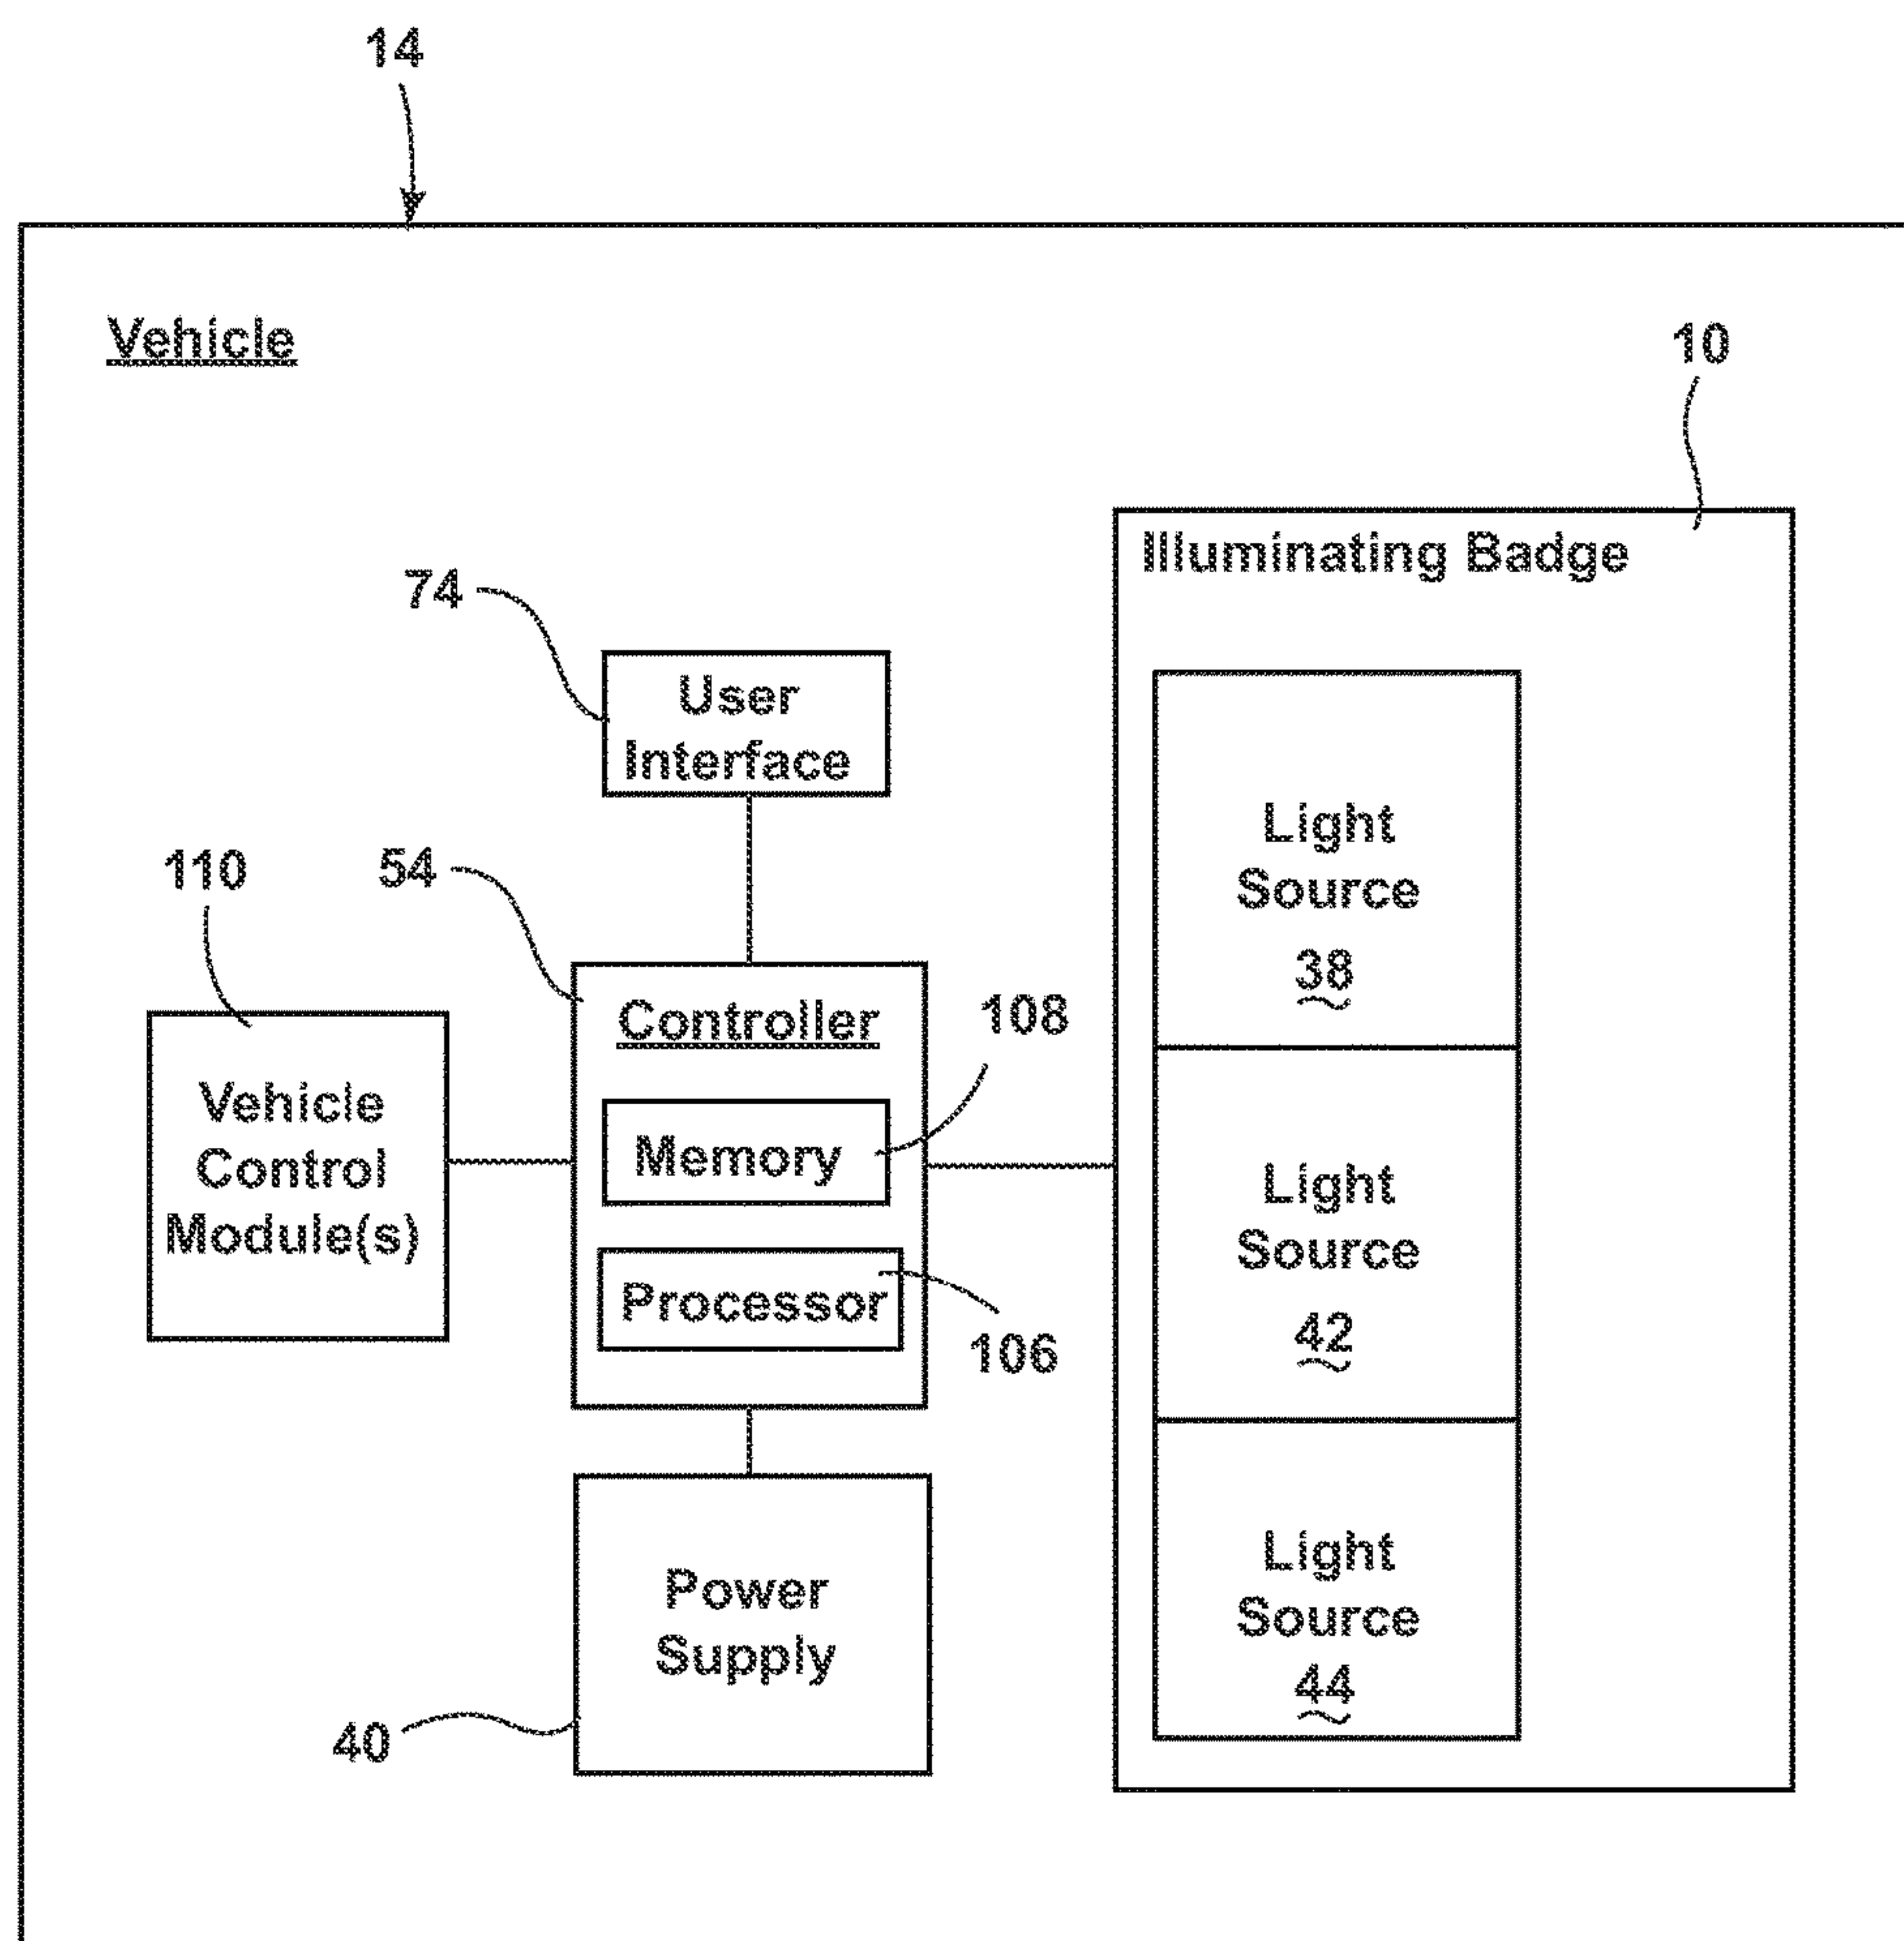 14
Vehicle
10
Illuminating Badge
74
User
Interface
Light
Source
38
110
54
Controller
108
Memory
Vehicle
Control
Module(s)
Processor
106
Light
Source
42
Power
Supply
40
Light
Source
44